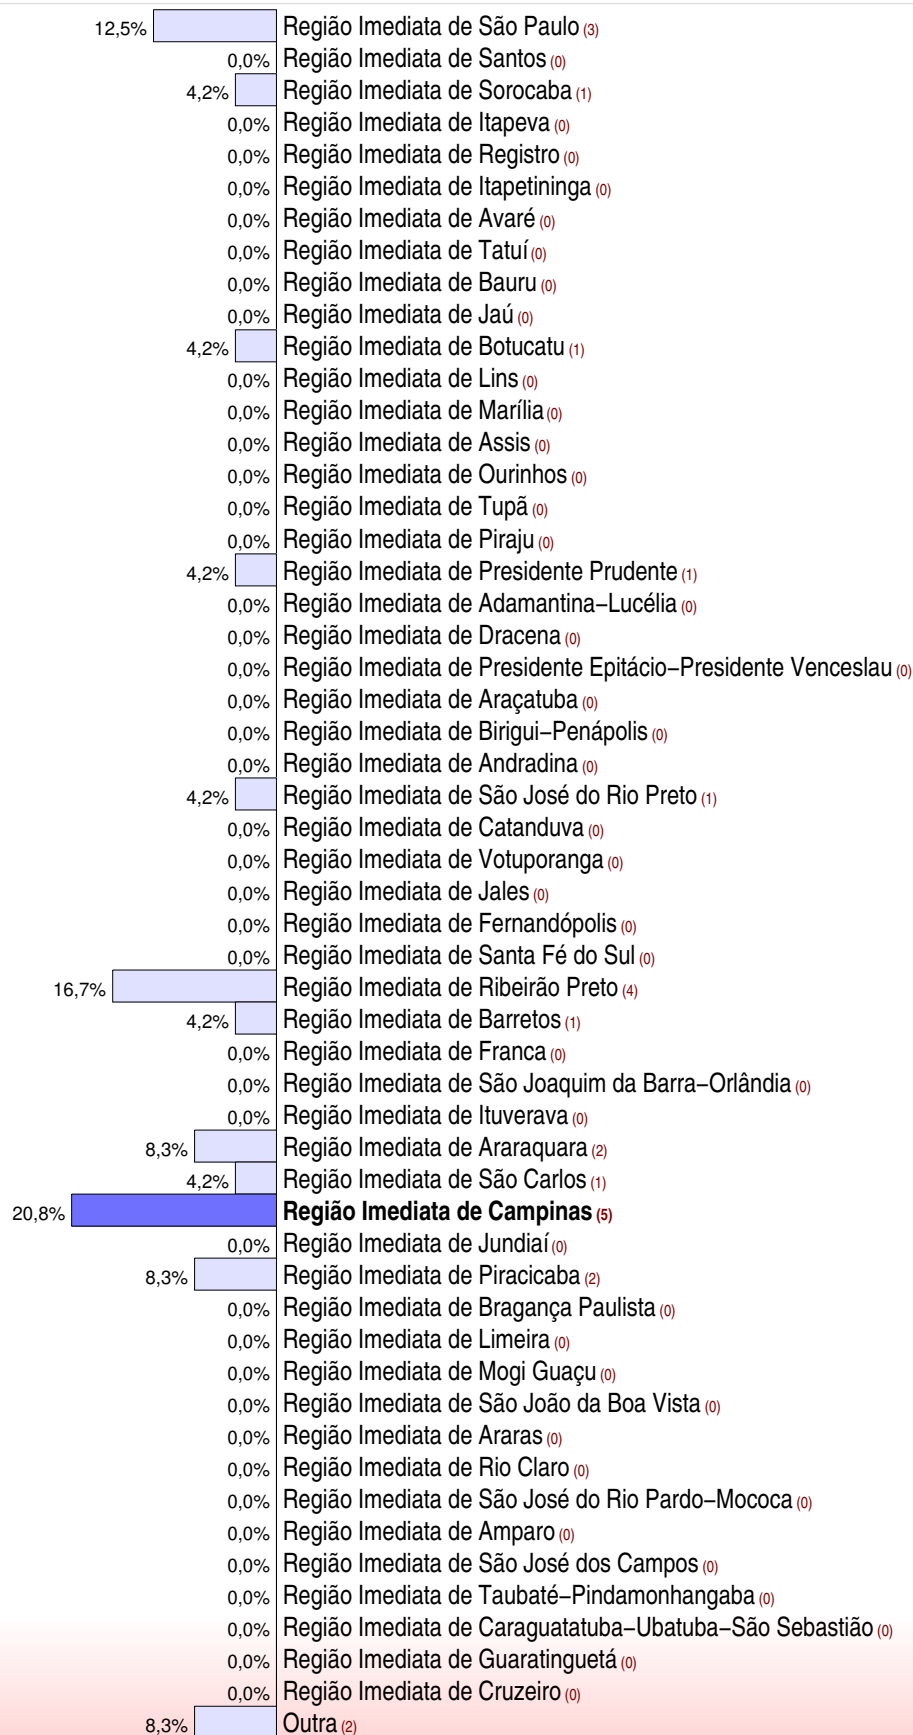 12,5% Região Imediata de São Paulo (3)
0,0% Região Imediata de Santos (0)
4,2% Região Imediata de Sorocaba (1)
0,0% Região Imediata de Itapeva (0)
0,0% Região Imediata de Registro (0)
0,0% Região Imediata de Itapetininga (0)
0,0% Região Imediata de Avaré (0)
0,0% Região Imediata de Tatuí (0)
0,0% Região Imediata de Bauru (0)
0,0% Região Imediata de Jaú (0)
4,2% Região Imediata de Botucatu (1)
0,0% Região Imediata de Lins (0)
0,0% Região Imediata de Marília (0)
0,0% Região Imediata de Assis (0)
0,0% Região Imediata de Ourinhos (0)
0,0% Região Imediata de Tupã (0)
0,0% Região Imediata de Piraju (0)
4,2% Região Imediata de Presidente Prudente (1)
0,0% Região Imediata de Adamantina−Lucélia (0)
0,0% Região Imediata de Dracena (0)
0,0% Região Imediata de Presidente Epitácio−Presidente Venceslau (0)
0,0% Região Imediata de Araçatuba (0)
0,0% Região Imediata de Birigui−Penápolis (0)
0,0% Região Imediata de Andradina (0)
4,2% Região Imediata de São José do Rio Preto (1)
0,0% Região Imediata de Catanduva (0)
0,0% Região Imediata de Votuporanga (0)
0,0% Região Imediata de Jales (0)
0,0% Região Imediata de Fernandópolis (0)
0,0% Região Imediata de Santa Fé do Sul (0)
16,7% Região Imediata de Ribeirão Preto (4)
4,2% Região Imediata de Barretos (1)
0,0% Região Imediata de Franca (0)
0,0% Região Imediata de São Joaquim da Barra−Orlândia (0)
0,0% Região Imediata de Ituverava (0)
8,3% Região Imediata de Araraquara (2)
4,2% Região Imediata de São Carlos (1)
20,8% Região Imediata de Campinas (5)
0,0% Região Imediata de Jundiaí (0)
8,3% Região Imediata de Piracicaba (2)
0,0% Região Imediata de Bragança Paulista (0)
0,0% Região Imediata de Limeira (0)
0,0% Região Imediata de Mogi Guaçu (0)
0,0% Região Imediata de São João da Boa Vista (0)
0,0% Região Imediata de Araras (0)
0,0% Região Imediata de Rio Claro (0)
0,0% Região Imediata de São José do Rio Pardo−Mococa (0)
0,0% Região Imediata de Amparo (0)
0,0% Região Imediata de São José dos Campos (0)
0,0% Região Imediata de Taubaté−Pindamonhangaba (0)
0,0% Região Imediata de Caraguatatuba−Ubatuba−São Sebastião (0)
0,0% Região Imediata de Guaratinguetá (0)
0,0% Região Imediata de Cruzeiro (0)
8,3% Outra (2)